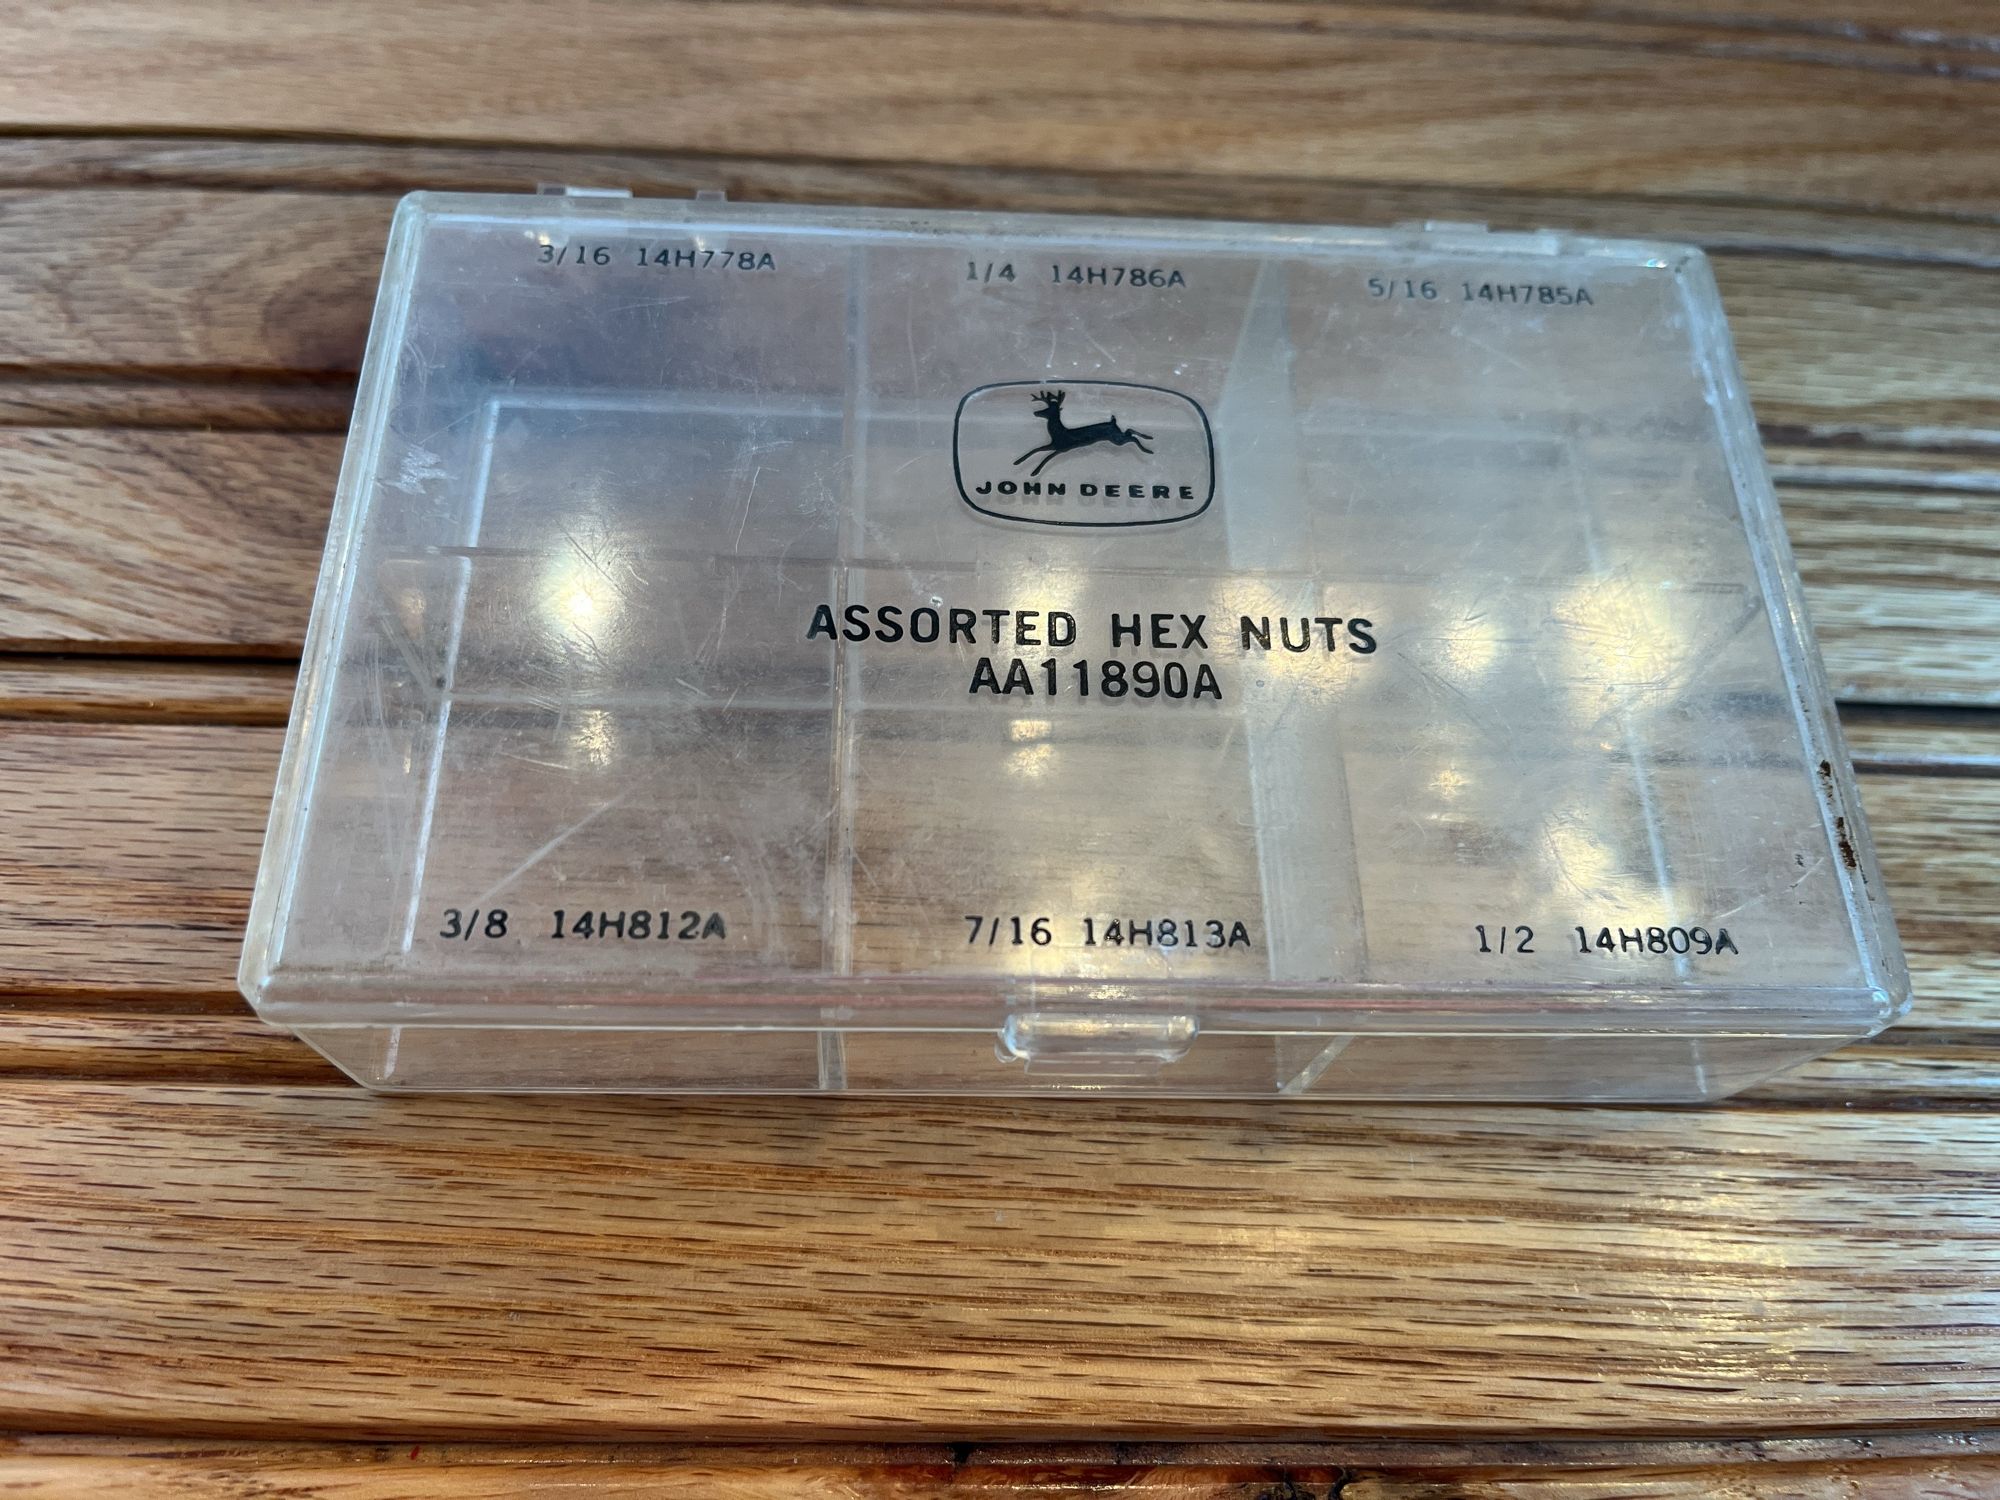 3/16 14H778A
1/4 14H786A
5/16 14H785A
JOHN DEERE
ASSORTED HEX NUTS
AA11890A
3/8 14H812A
7/16 14H813A
1/2 14H809A